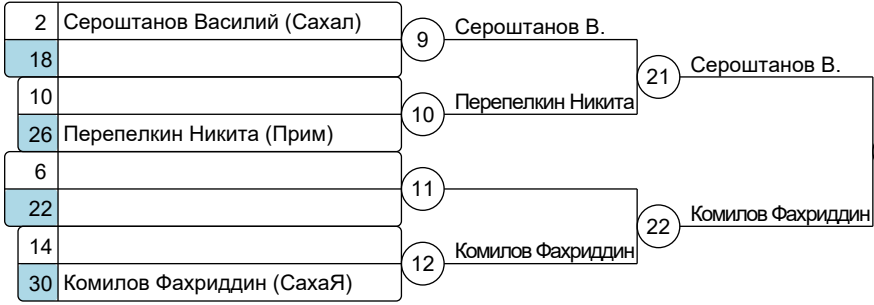 2 Сероштанов Василий (Сахал)
9
Сероштанов В.
18
21
Сероштанов В.
10
10
Перепелкин Никита
26 Перепелкин Никита (Прим)
6
11
22
22
Комилов Фахриддин
14
12
Комилов Фахриддин
30 Комилов Фахриддин (СахаЯ)